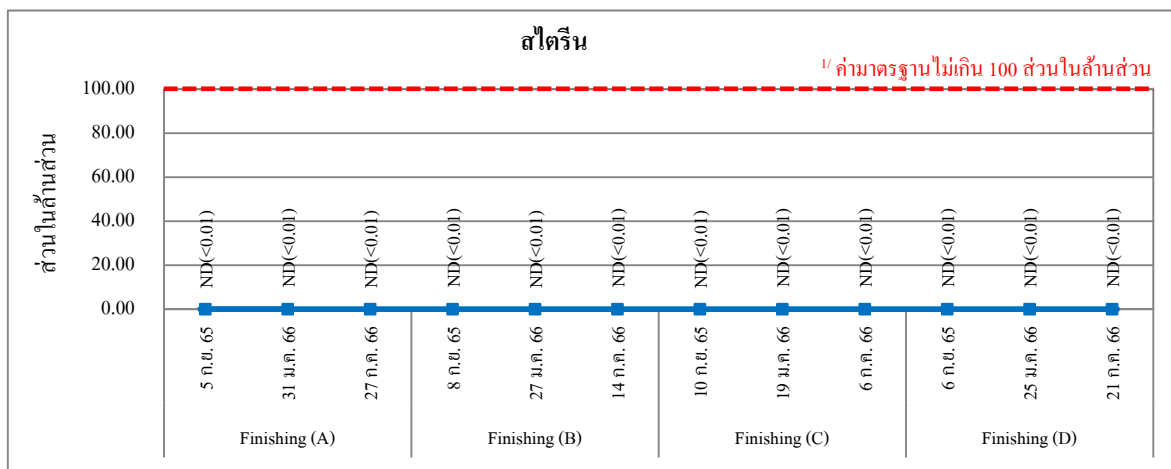 สไตรีน
1/ ค่ามาตรฐานไม่เกิน 100 ส่วนในล้านส่วน
ส่วนในล้านส่วน
100.00
80.00
60.00
40.00
20.00
0.00
ND(<0.01)
ND(<0.01)
ND(<0.01)
ND(<0.01)
ND(<0.01)
ND(<0.01)
ND(<0.01)
ND(<0.01)
ND(<0.01)
ND(<0.01)
ND(<0.01)
ND(<0.01)
5 ก.ย. 65
31 ม.ค. 66
27 ก.ค. 66
8 ก.ย. 65
27 ม.ค. 66
14 ก.ค. 66
10 ก.ย. 65
19 ม.ค. 66
6 ก.ค. 66
6 ก.ย. 65
25 ม.ค. 66
21 ก.ค. 66
Finishing (A)
Finishing (B)
Finishing (C)
Finishing (D)